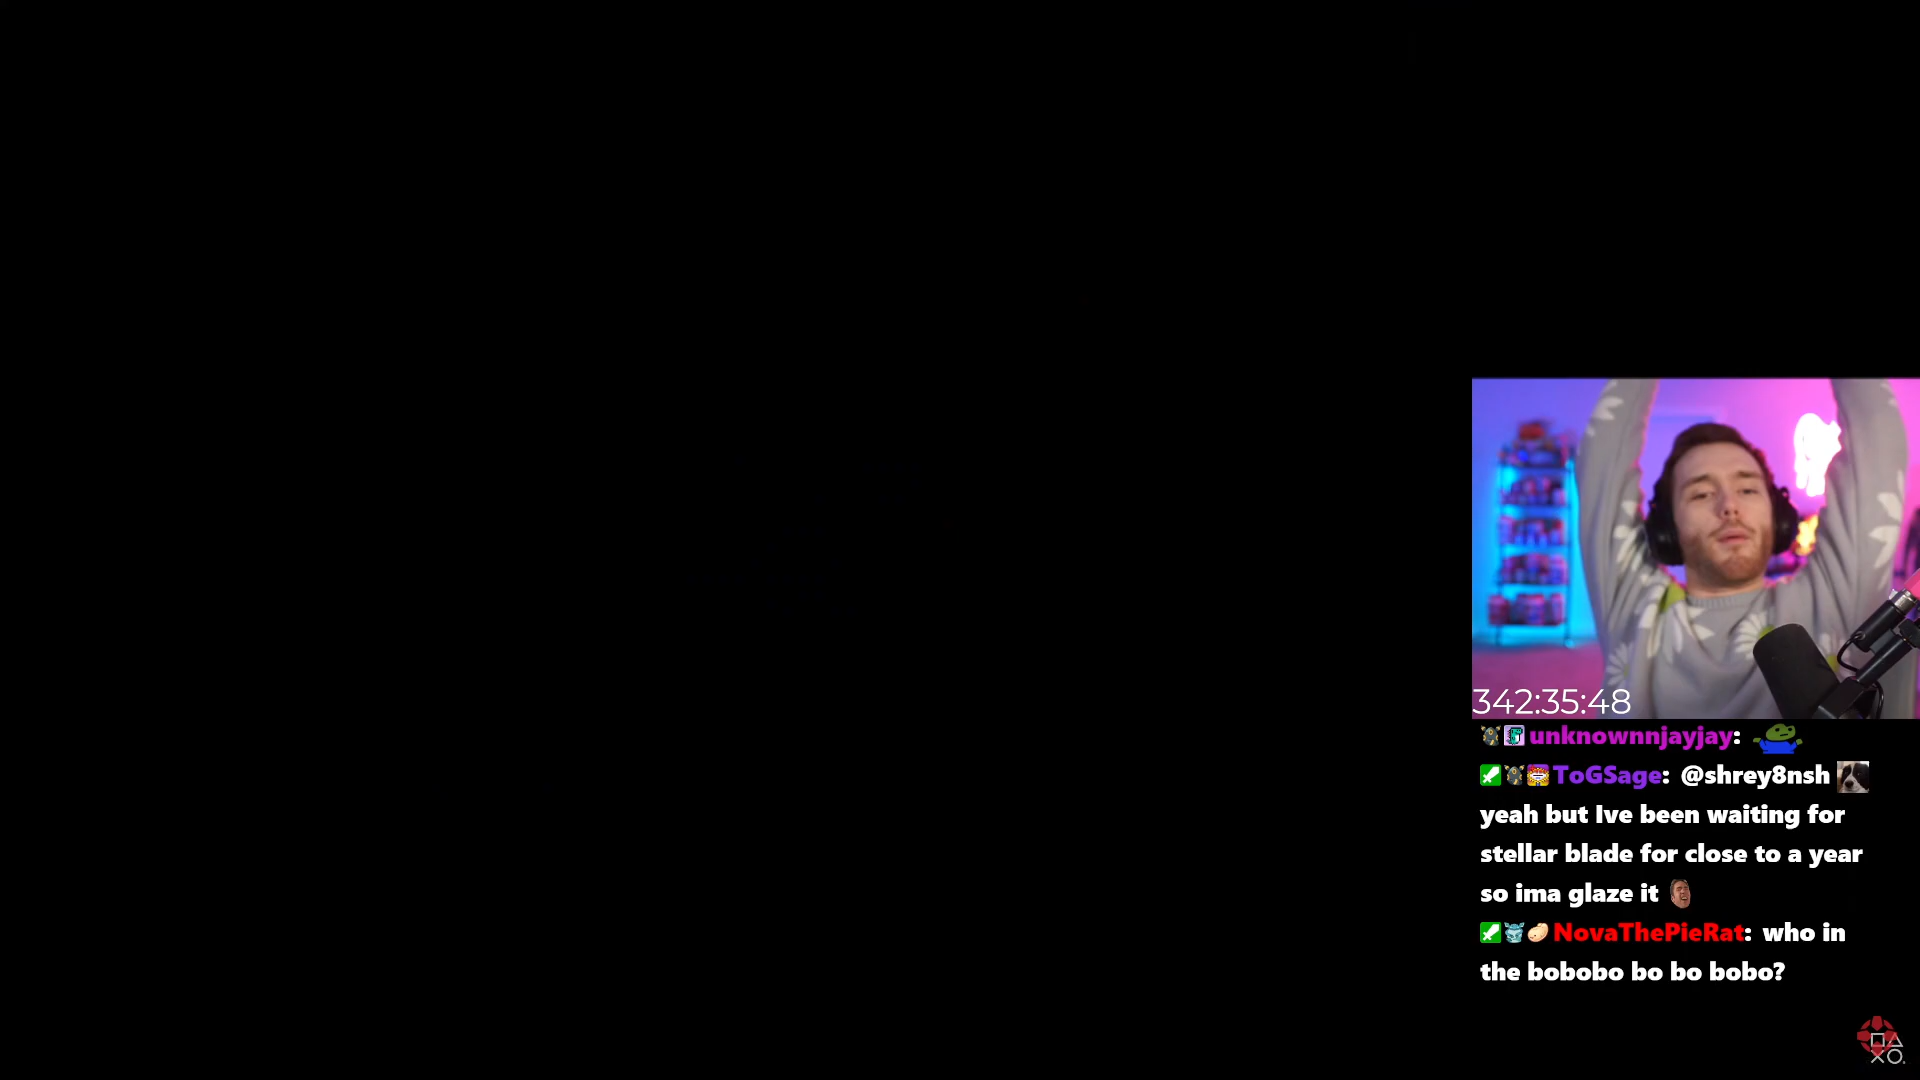 342:35:48
unknownnjayjay:
ToGSage: @shrey8nsh
yeah but Ive been waiting for
stellar blade for close to a year
so ima glaze it
NovaThePieRat: who in
the bobobo bo bo bobo?